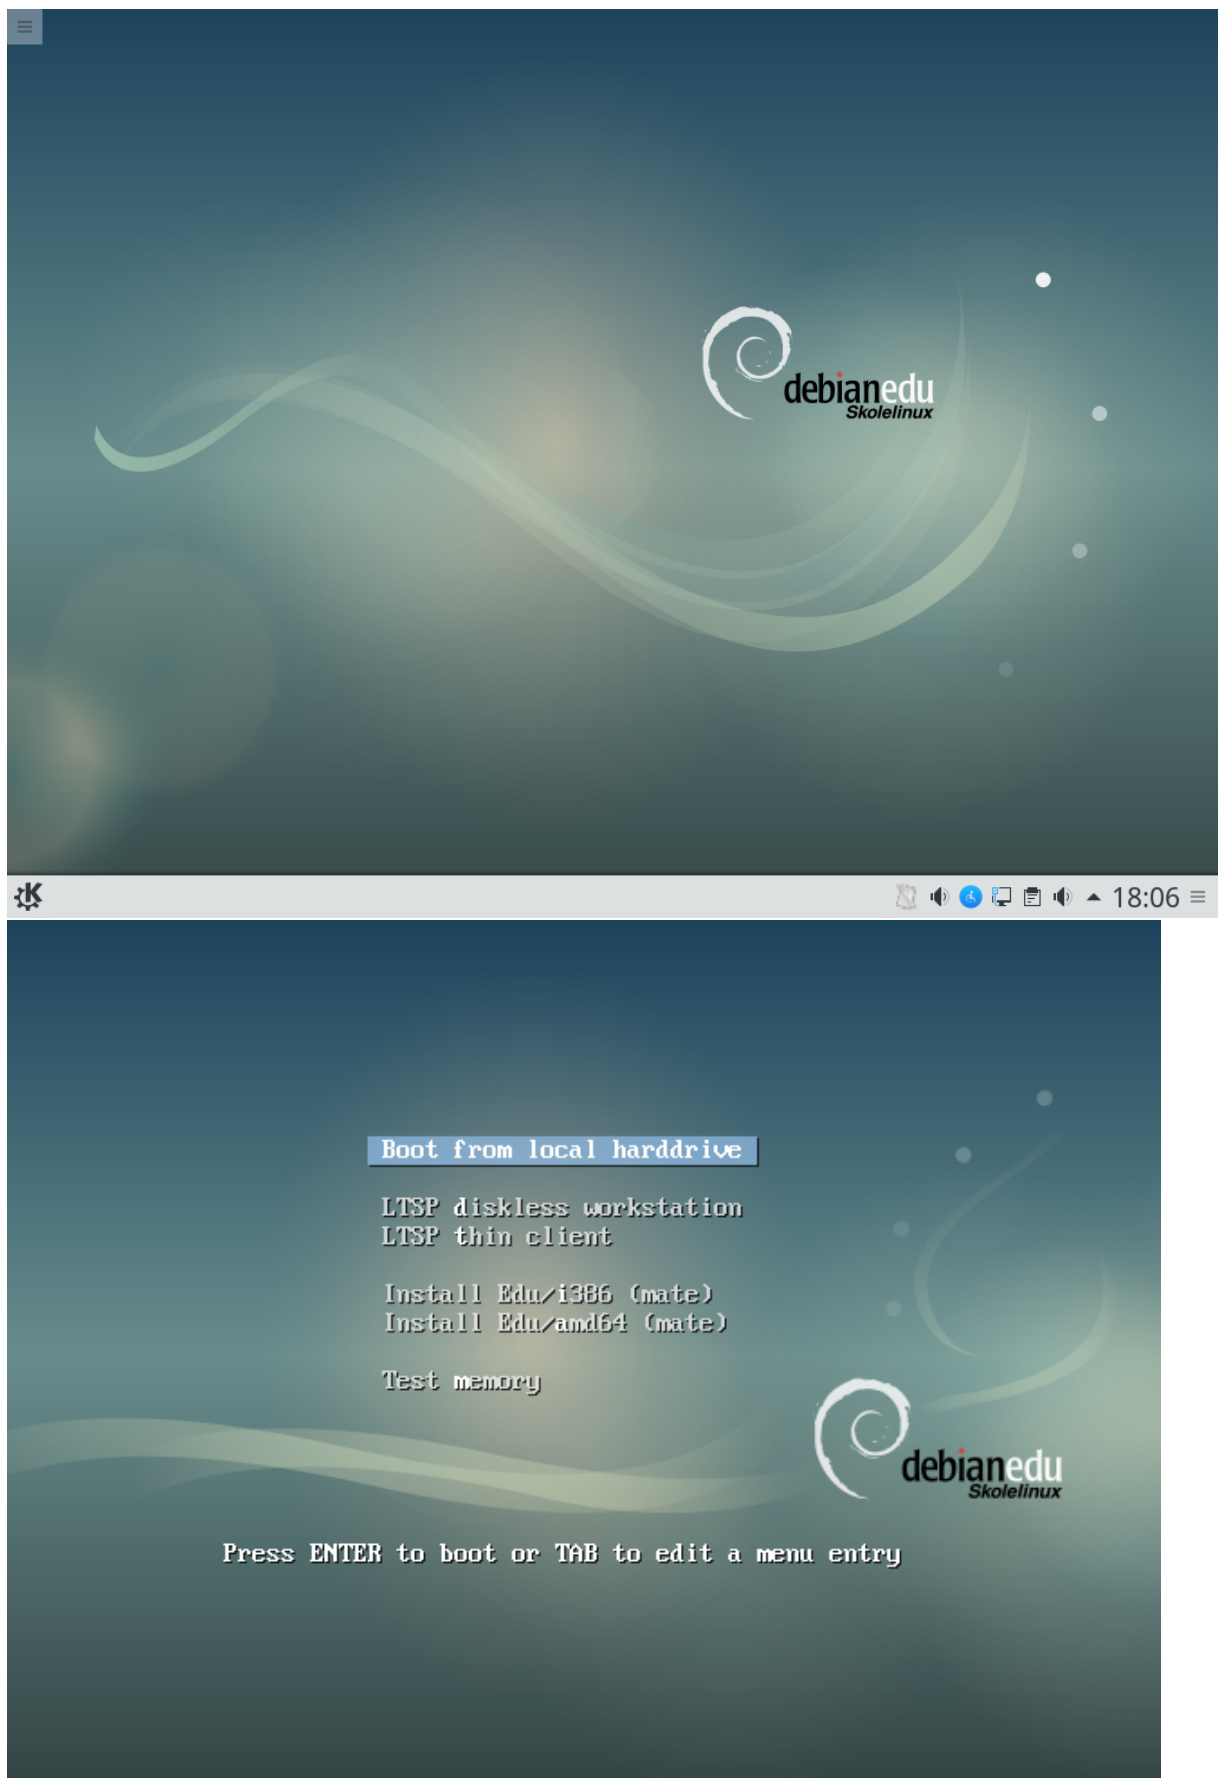 debianedu
Skolelinux
18:06
Boot from local harddrive
LTSP diskless workstation
LTSP thin client
Install Edu/i386 (mate)
Install Edu/amd64 (mate)
Test memory
debianedu
Skolelinux
Press ENTER to boot or TAB to edit a menu entry